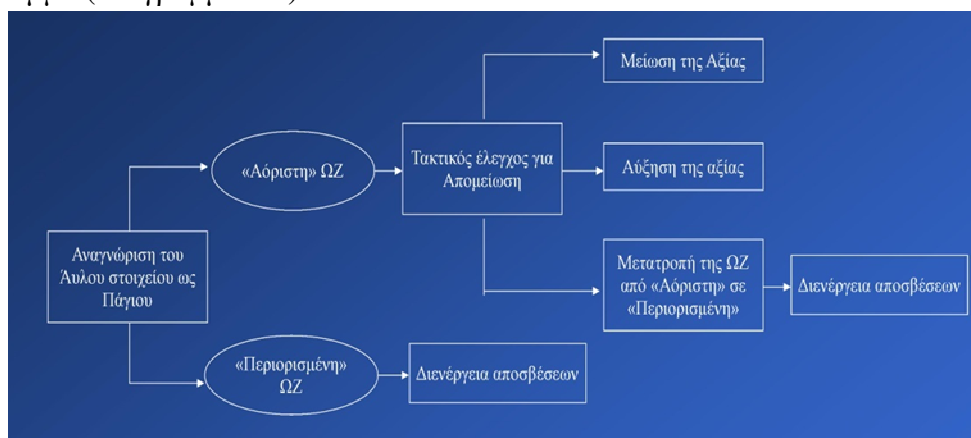 Μείωση της Αξίας
«Αόριστη» ΩΖ
Τακτικός έλεγχος για
Απομείωση
Αύξηση της αξίας
Αναγνώριση του
Άυλου στοιχείου ως
Πάγιου
Μετατροπή της ΩΖ
από «Αόριστη» σε
«Περιορισμένη»
Διενέργεια αποσβέσεων
«Περιορισμένη»
ΩΖ
Διενέργεια αποσβέσεων